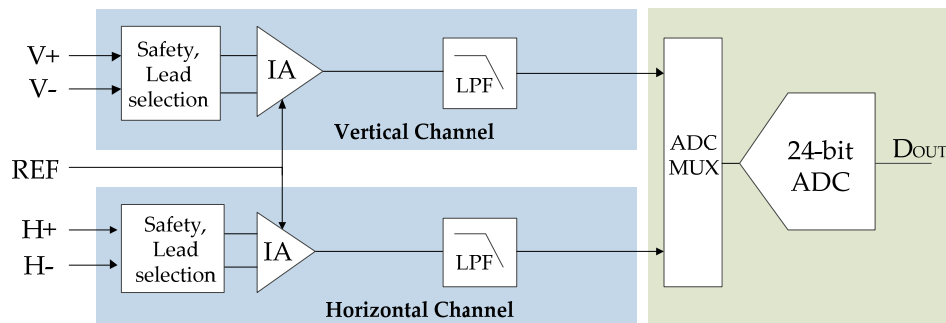 V+
V-
Safety,
Lead
selection
IA
LPF
Vertical Channel
REF
H+
H-
Safety,
Lead
selection
IA
LPF
Horizontal Channel
ADC
MUX
24-bit
ADC
DOUT